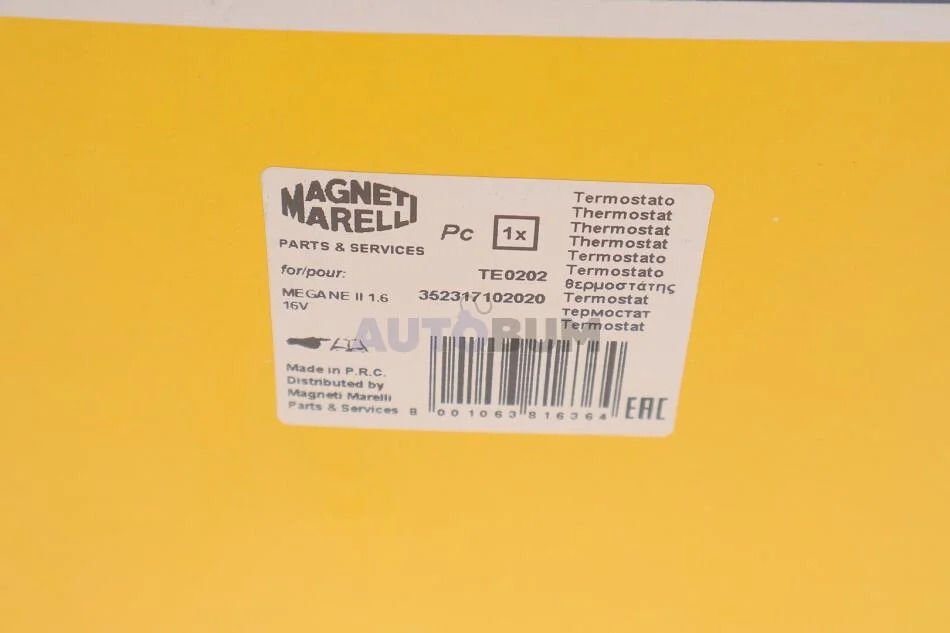 MAGNETI
MARELLI
PARTS & SERVICES
Pc 1x
for/pour:
TE0202
MEGANE II 1.6
16V
352317102020
Termostato
Thermostat
Thermostat
Thermostat
Termostato
Termostato
θερμοστάτης
Termostat
термостат
Termostat
AUTOBUM
Made in P.R.C.
Distributed by
Magneti Marelli
Parts & Services
8 001063 816364
EAC